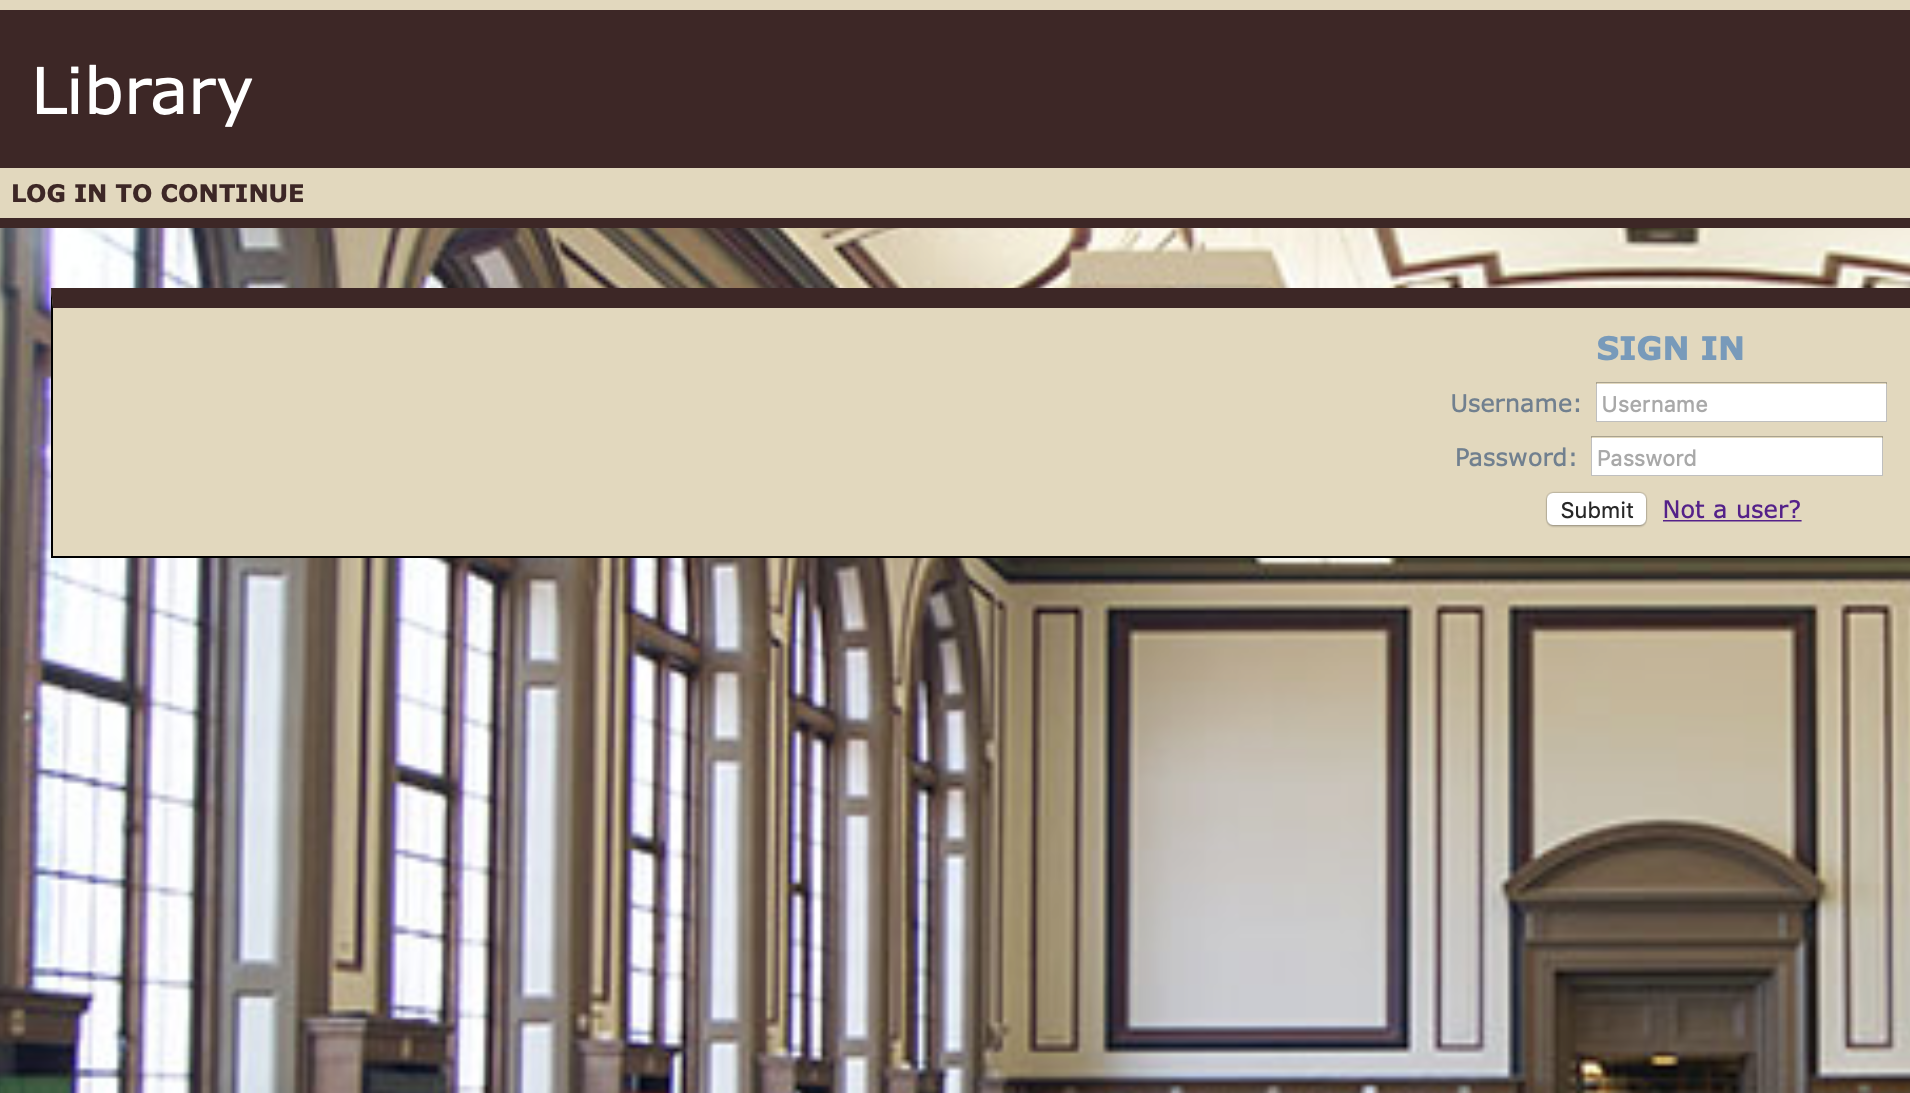 Library
LOG IN TO CONTINUE
SIGN IN
Username: Username
Password: Password
Submit Not a user?